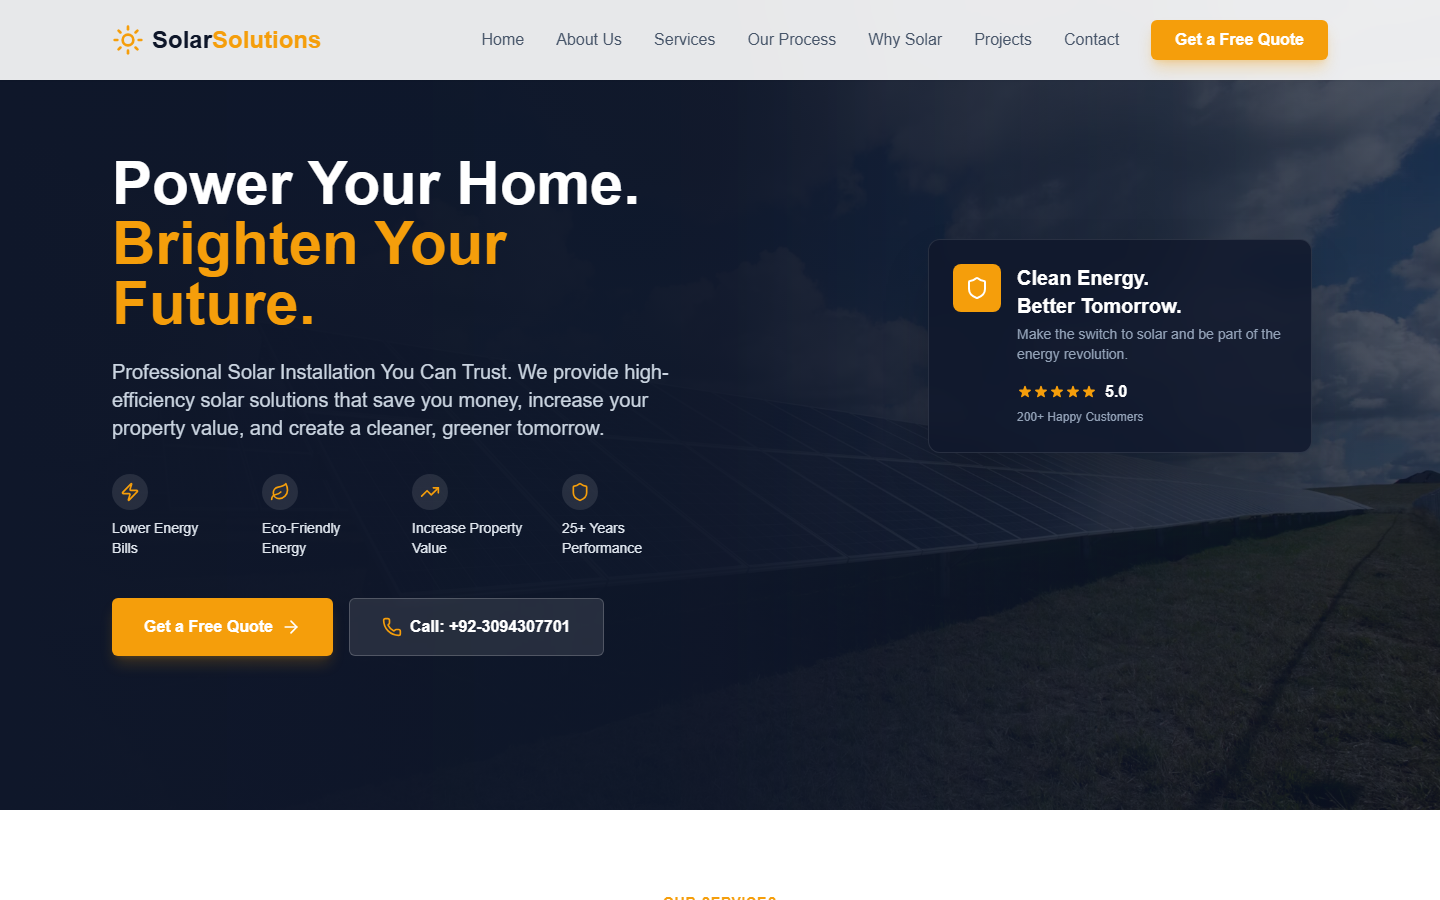 SolarSolutions
Home
About Us
Services
Our Process
Why Solar
Projects
Contact
Get a Free Quote
Power Your Home.
Brighten Your
Future.
Professional Solar Installation You Can Trust. We provide high-
efficiency solar solutions that save you money, increase your
property value, and create a cleaner, greener tomorrow.
Lower Energy
Bills
Eco-Friendly
Energy
Increase Property
Value
25+ Years
Performance
Get a Free Quote
Call: +92-3094307701
Clean Energy.
Better Tomorrow.
Make the switch to solar and be part of the
energy revolution.
5.0
200+ Happy Customers
OUR SERVICES